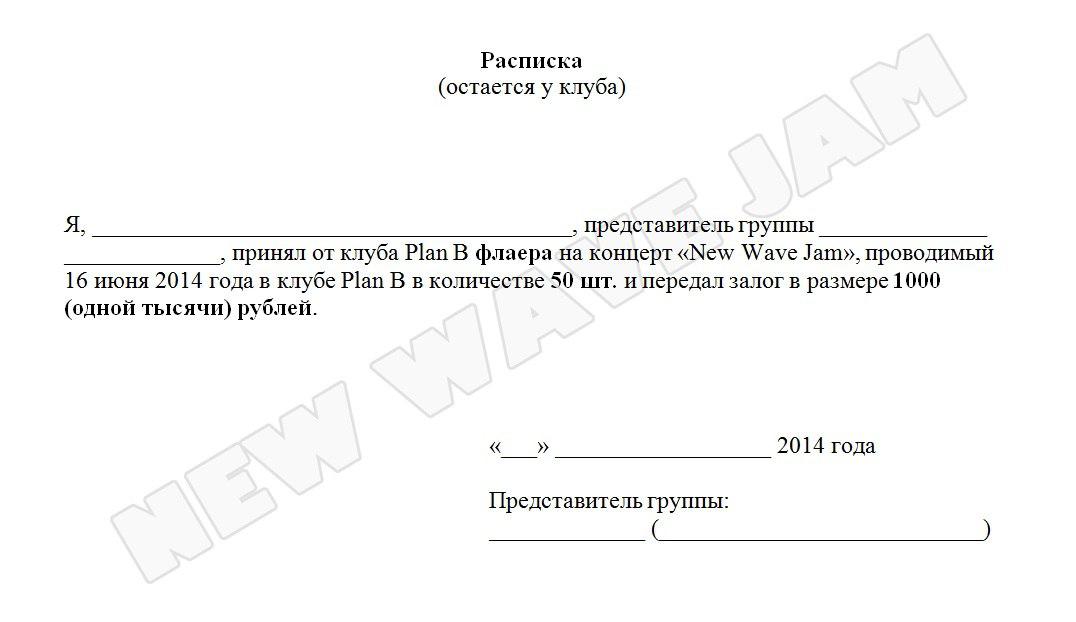 Расписка
(остается у клуба)
Я, ________________________________________, представитель группы ______________
_____________, принял от клуба Plan B флаера на концерт «New Wave Jam», проводимый
16 июня 2014 года в клубе Plan B в количестве 50 шт. и передал залог в размере 1000
(одной тысячи) рублей.
«___» __________________ 2014 года
Представитель группы:
_____________ (___________________________)
NEW WAVE JAM